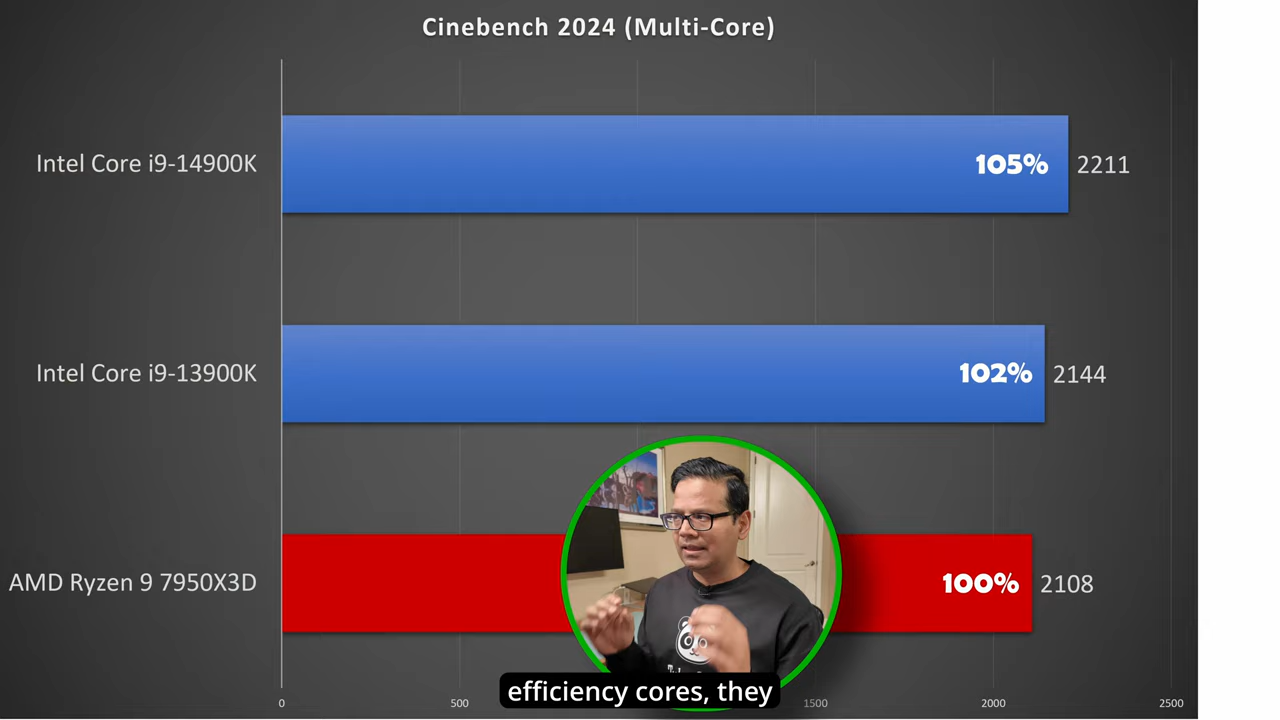 Cinebench 2024 (Multi-Core)
Intel Core i9-14900K
105% 2211
Intel Core i9-13900K
102% 2144
AMD Ryzen 9 7950X3D
100% 2108
efficiency cores, they
0 500 1500 2000 2500